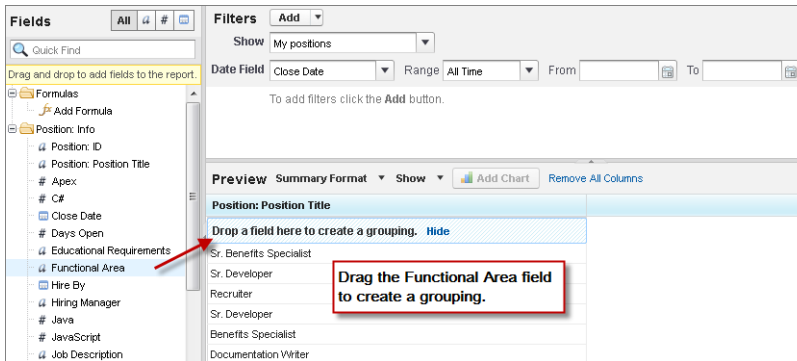 Fields
All a #
Quick Find
Drag and drop to add fields to the report.
Formulas
fx Add Formula
Position: Info
a Position: ID
a Position: Position Title
# Apex
# C#
Close Date
# Days Open
a Educational Requirements
a Functional Area
Hire By
a Hiring Manager
# Java
# JavaScript
a Job Description
Filters Add
Show My positions
Date Field Close Date Range All Time From To
To add filters click the Add button.
Preview Summary Format Show Add Chart Remove All Columns
Position: Position Title
Drop a field here to create a grouping. Hide
Sr. Benefits Specialist
Sr. Developer
Recruiter
Sr. Developer
Benefits Specialist
Documentation Writer
Drag the Functional Area field
to create a grouping.